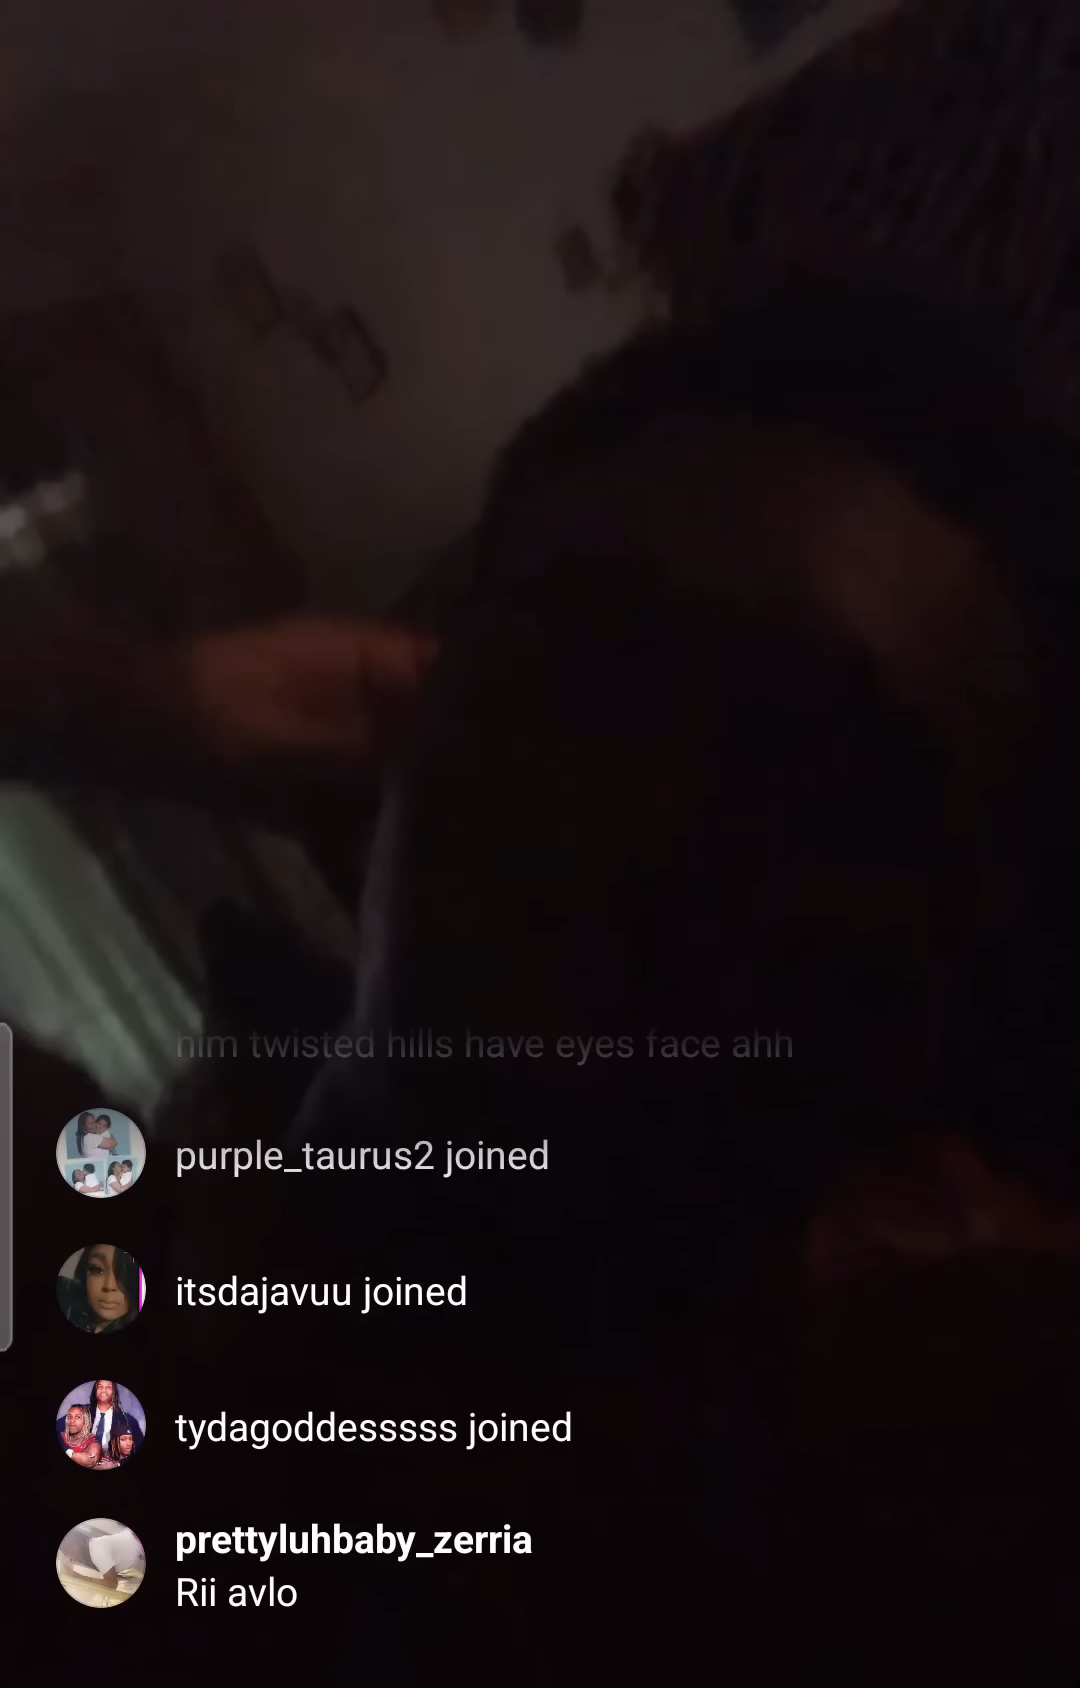 him twisted hills have eyes face ahh
purple_taurus2 joined
itsdajavuu joined
tydagoddesssss joined
prettyluhbaby_zerria
Rii avlo